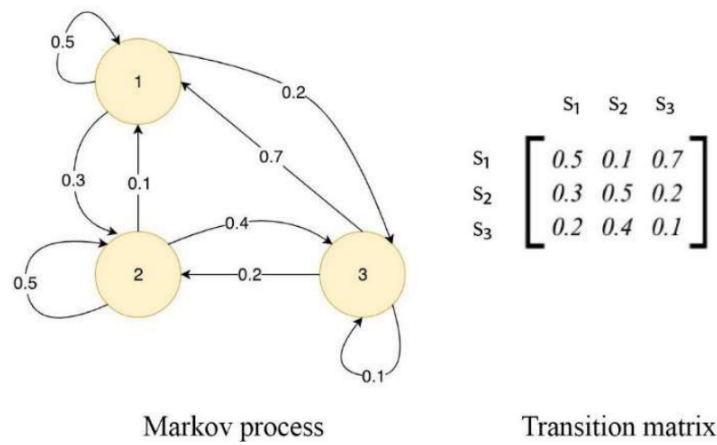 0.5
1
0.2
0.7
0.3
0.1
0.4
0.5
2
0.2
3
0.1
S1 S2 S3
S1 0.5 0.1 0.7
S2 0.3 0.5 0.2
S3 0.2 0.4 0.1
Markov process
Transition matrix